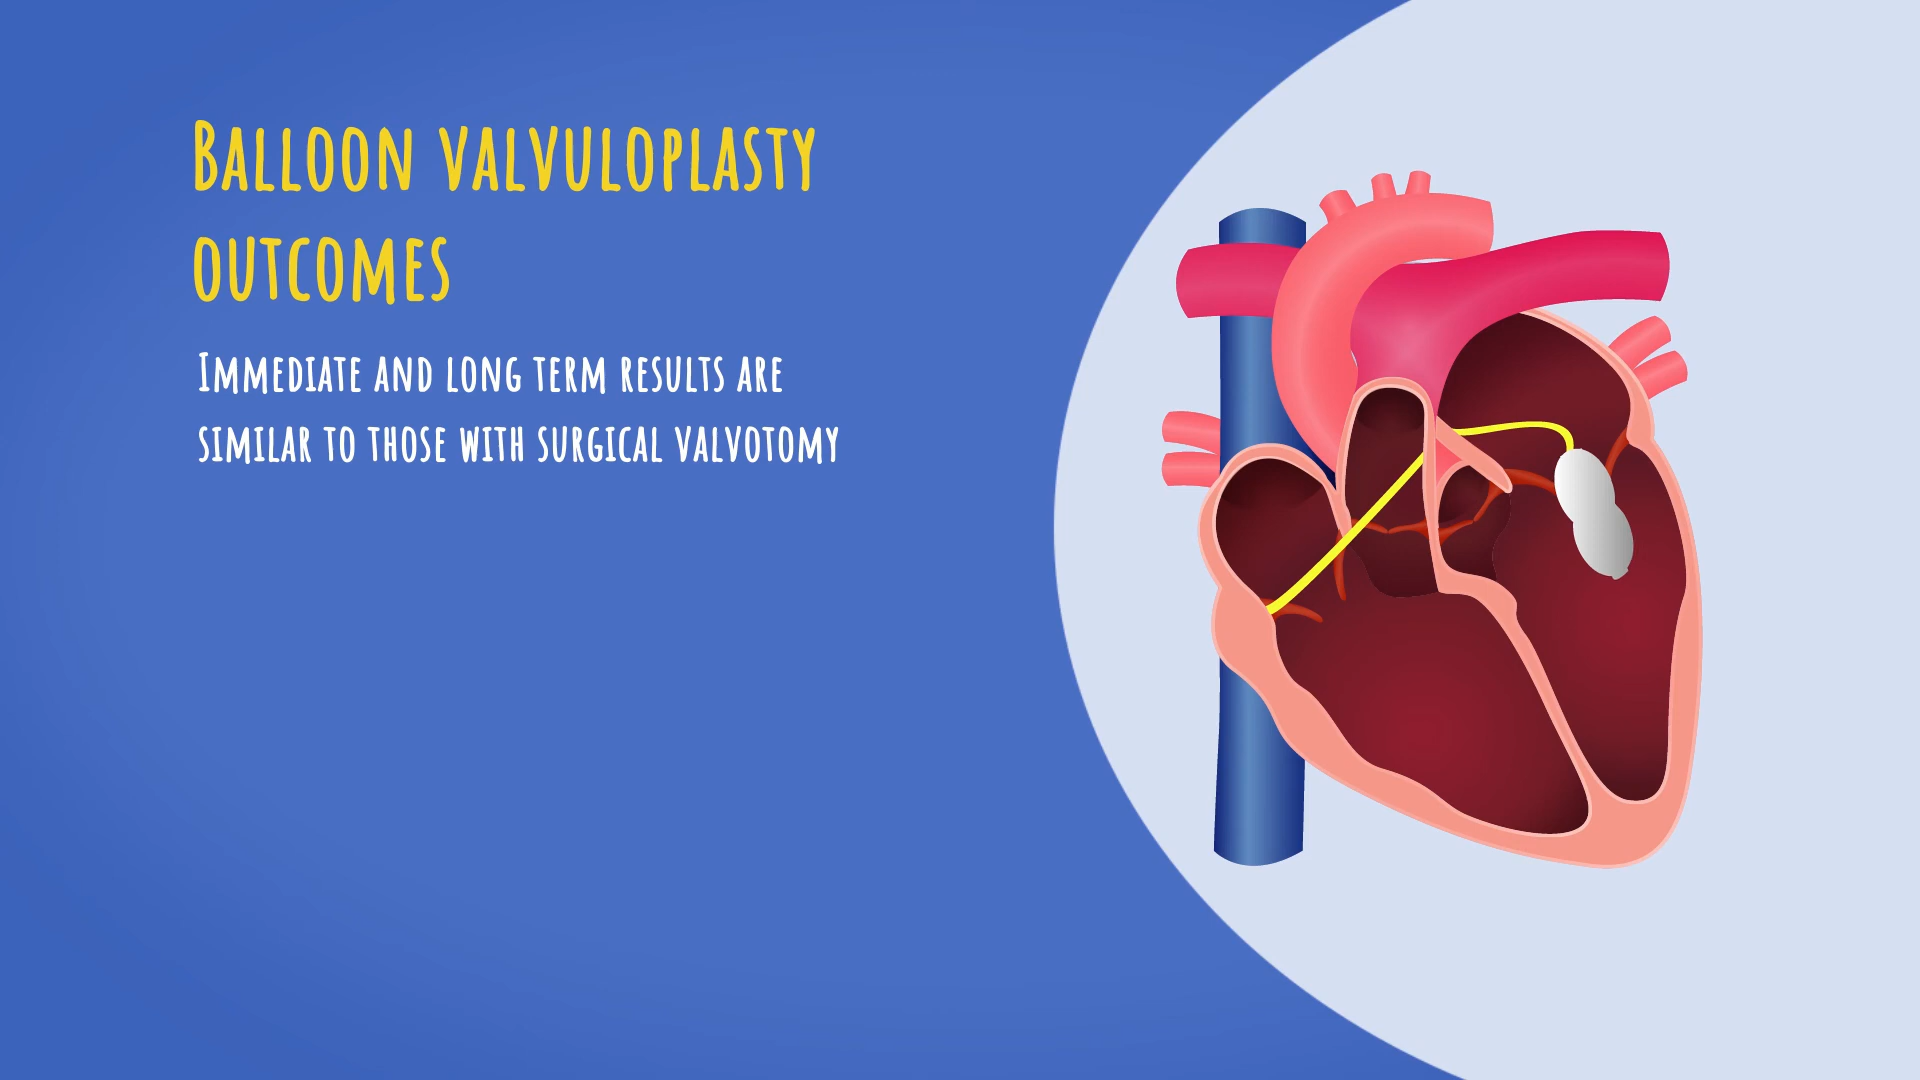 Balloon valvuloplasty
outcomes
Immediate and long term results are
similar to those with surgical valvotomy